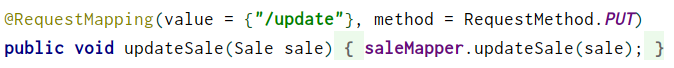 @RequestMapping(value = {"/update"}, method = RequestMethod.PUT)
public void updateSale(Sale sale) { saleMapper.updateSale(sale); }